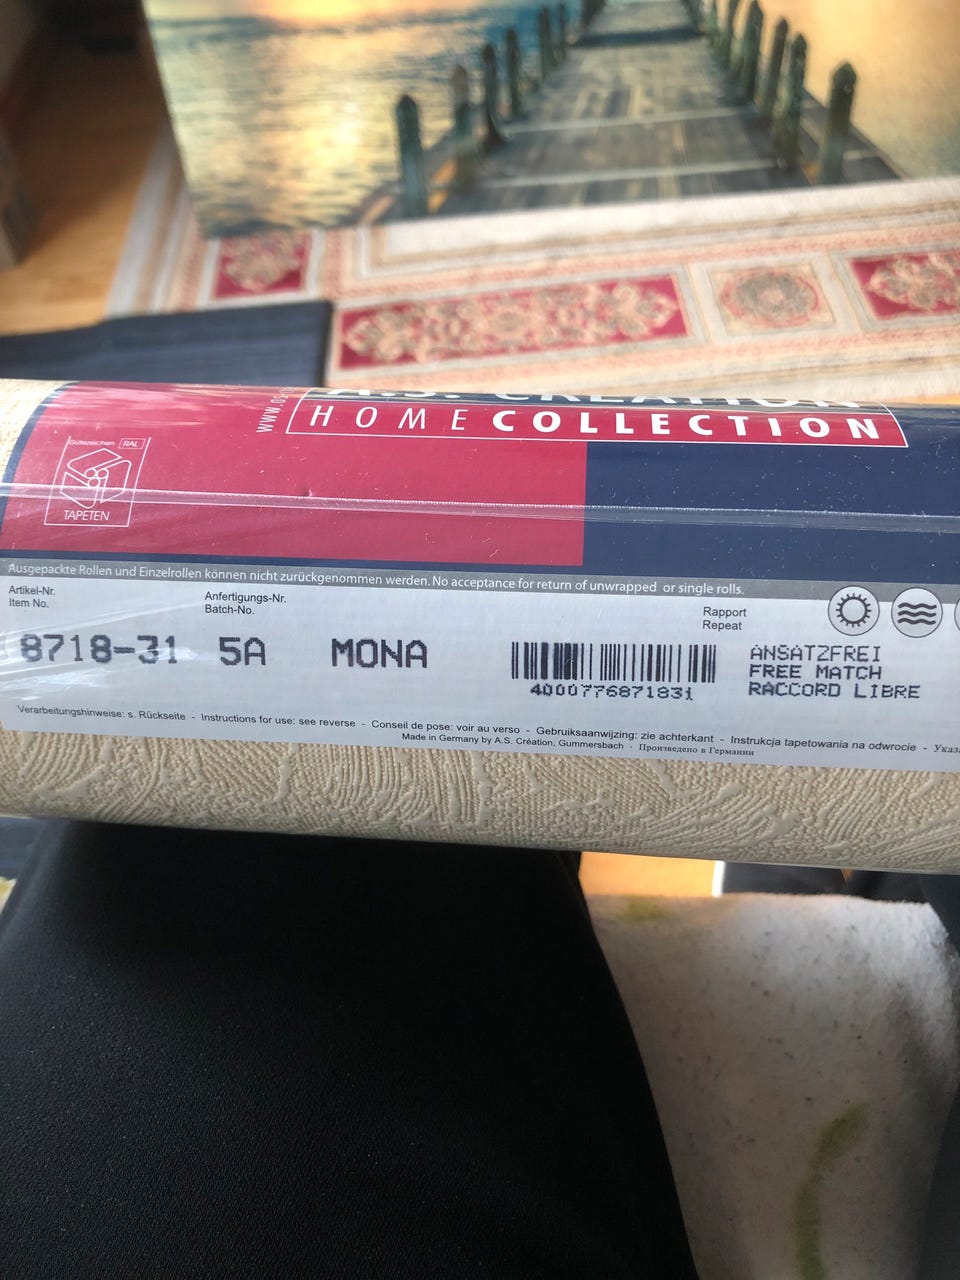 A.S. CRÉATION
HOMECOLLECTION
Gütezeichen RAL
TAPETEN
Ausgepackte Rollen und Einzelrollen können nicht zurückgenommen werden. No acceptance for return of unwrapped or single rolls.
Artikel-Nr.
Item No.
Anfertigungs-Nr.
Batch-No.
Rapport
Repeat
8718-31 5A MONA
4000776871831
ANSATZFREI
FREE MATCH
RACCORD LIBRE
Verarbeitungshinweise: s. Rückseite - Instructions for use: see reverse - Conseil de pose: voir au verso - Gebruiksaanwijzing: zie achterkant - Instrukcja tapetowania na odwrocie -
Made in Germany by A.S. Création, Gummersbach - Произведено в Германии